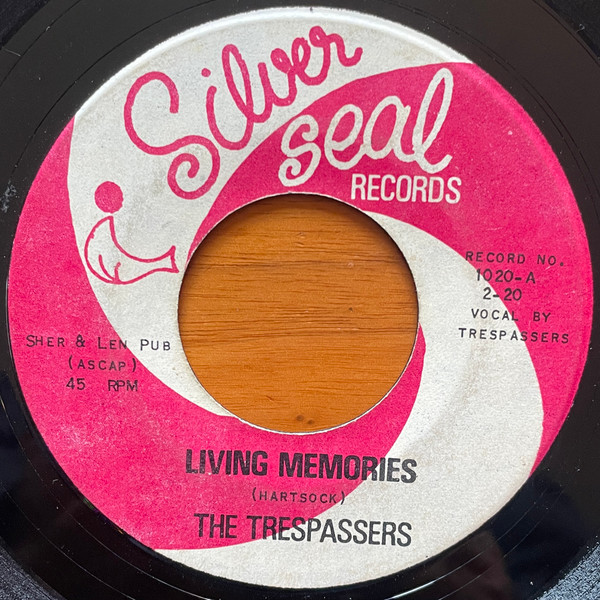 Silver
Seal
RECORDS
RECORD NO.
1020-A
2-20
VOCAL BY
TRESPASSERS
SHER & LEN PUB
(ASCAP)
45 RPM
LIVING MEMORIES
(HARTSOCK)
THE TRESPASSERS